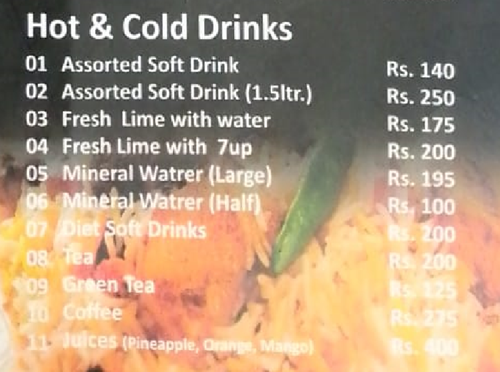 Hot & Cold Drinks
01 Assorted Soft Drink Rs. 140
02 Assorted Soft Drink (1.5ltr.) Rs. 250
03 Fresh Lime with water Rs. 175
04 Fresh Lime with 7up Rs. 200
05 Mineral Watrer (Large) Rs. 195
06 Mineral Watrer (Half) Rs. 100
07 Diet Soft Drinks Rs. 200
08 Tea Rs. 200
09 Green Tea Rs. 125
10 Coffee Rs. 275
11 Juices (Pineapple, Orange, Mango) Rs. 400